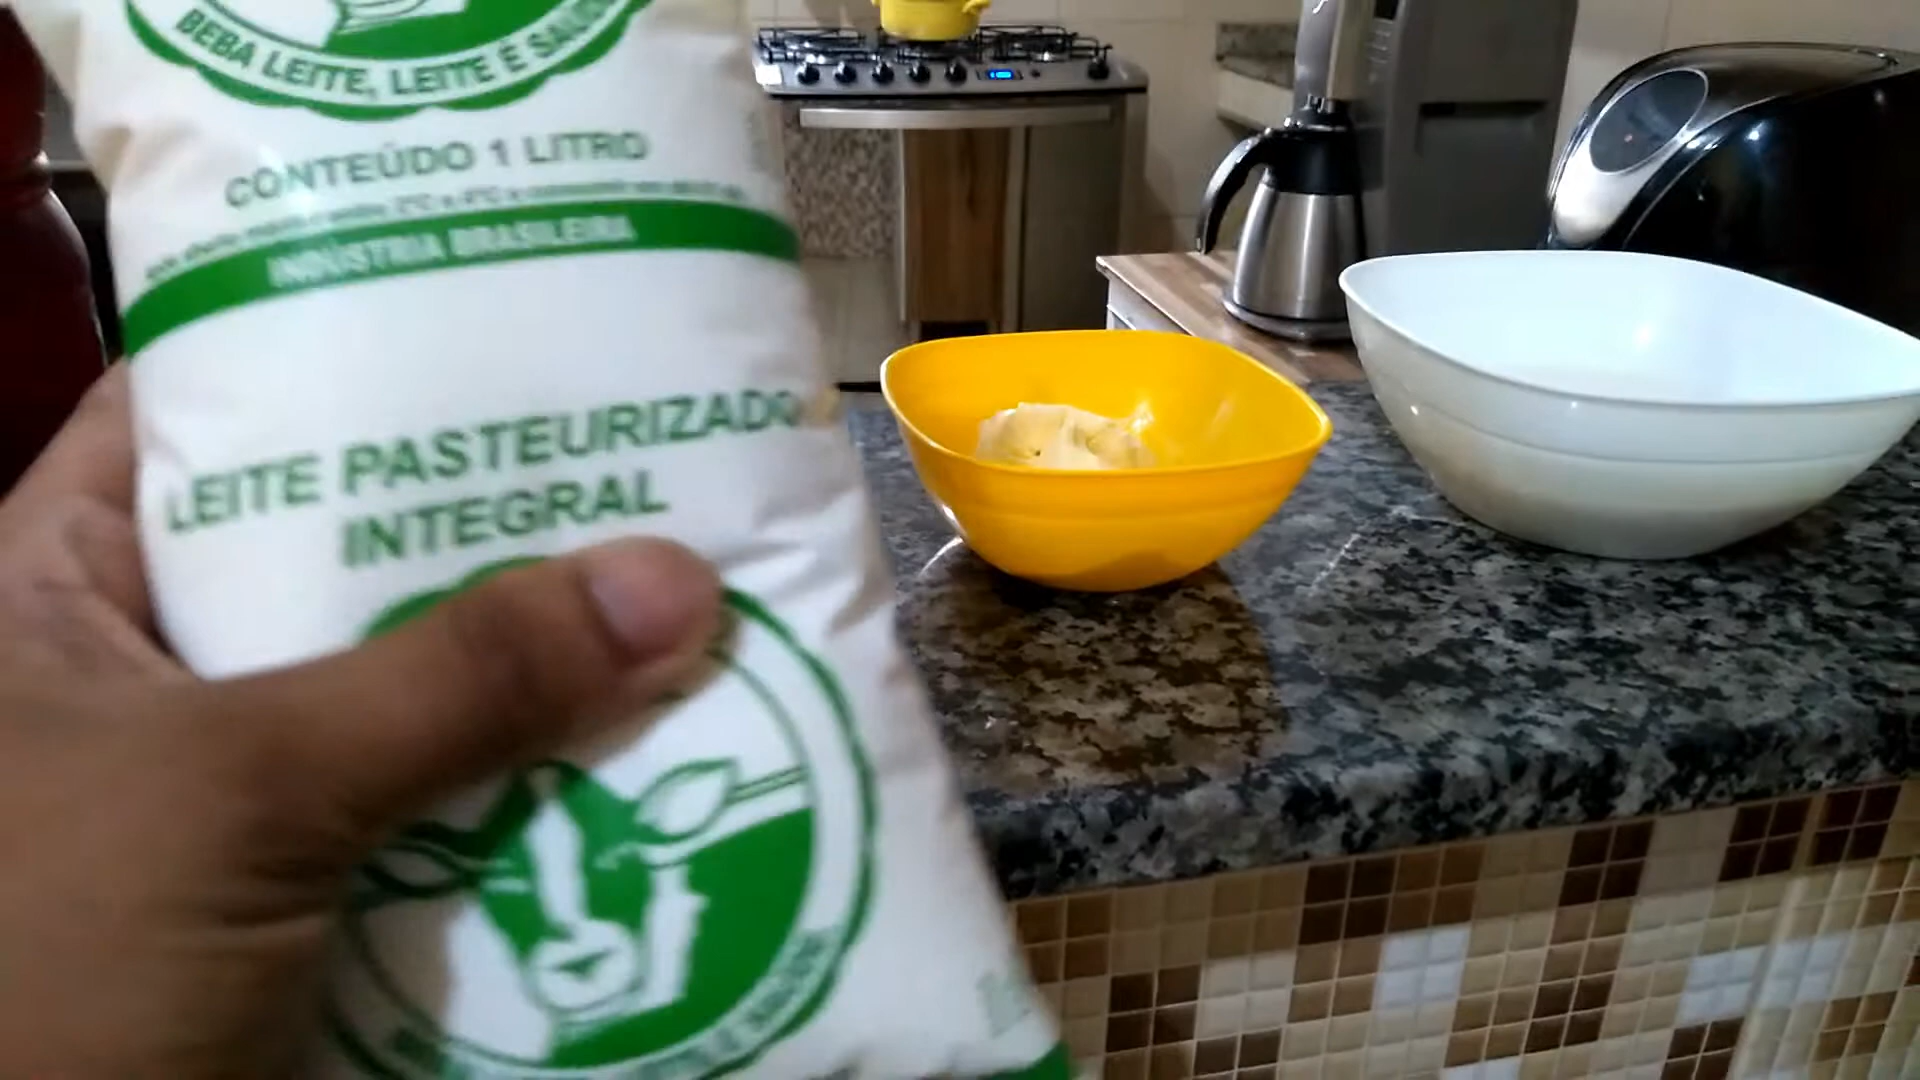 BEBA LEITE, LEITE É SAÚDE
CONTEÚDO 1 LITRO
INDÚSTRIA BRASILEIRA
LEITE PASTEURIZADO
INTEGRAL